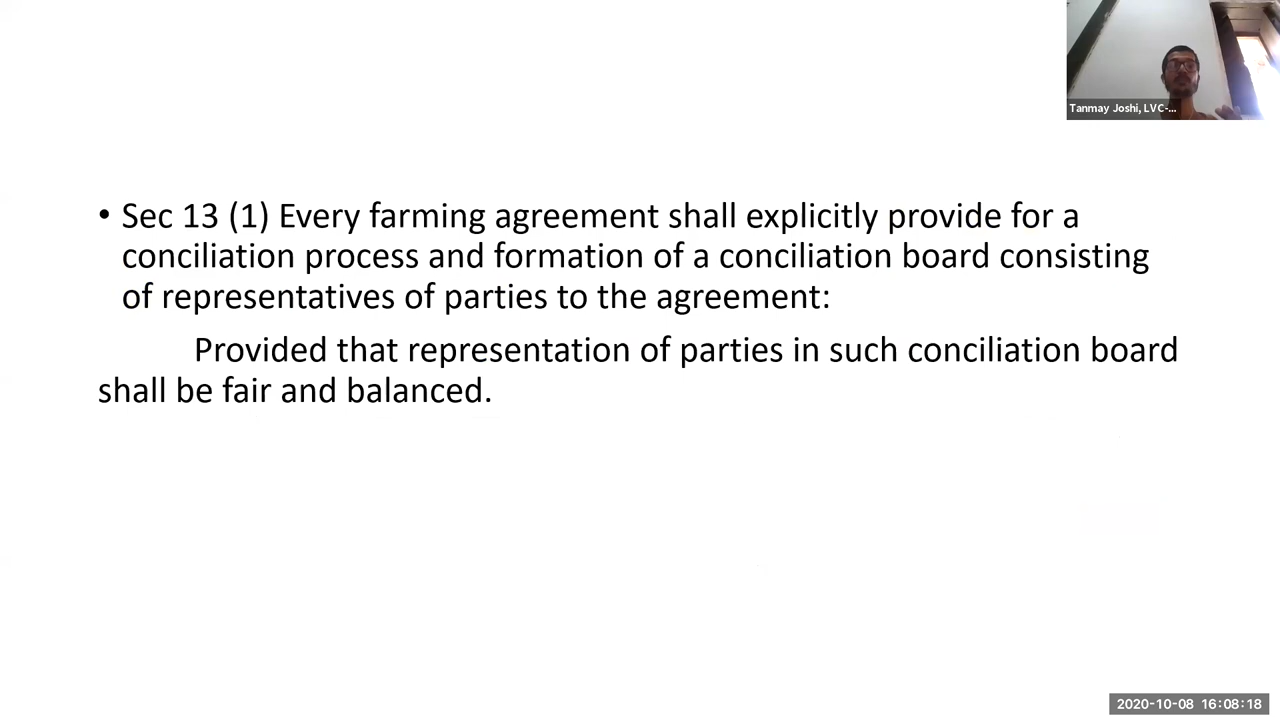 Tanmay Joshi, LVC-...
• Sec 13 (1) Every farming agreement shall explicitly provide for a
conciliation process and formation of a conciliation board consisting
of representatives of parties to the agreement:
Provided that representation of parties in such conciliation board
shall be fair and balanced.
2020-10-08 16:08:18